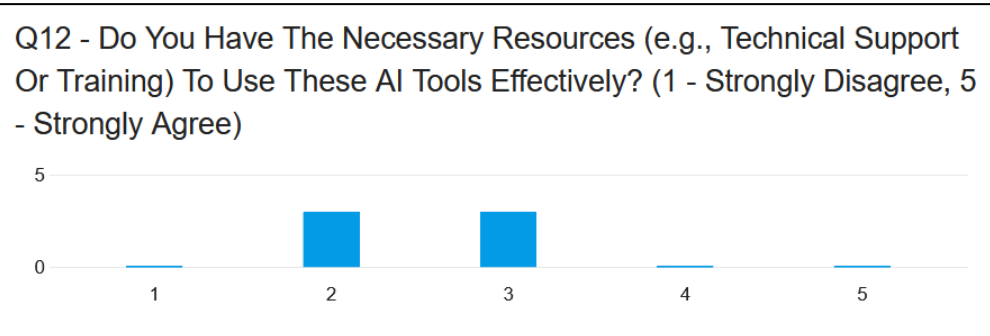 Q12 - Do You Have The Necessary Resources (e.g., Technical Support
Or Training) To Use These AI Tools Effectively? (1 - Strongly Disagree, 5
- Strongly Agree)
5
0
1 2 3 4 5